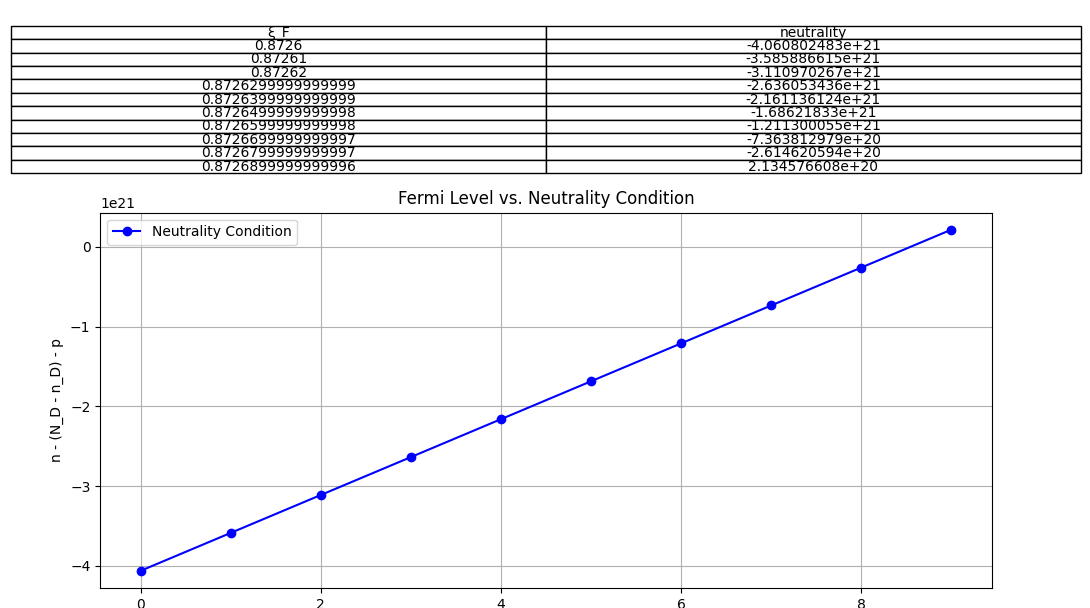 ξ_F neutrality
0.8726 -4.060802483e+21
0.87261 -3.585886615e+21
0.87262 -3.110970267e+21
0.8726299999999999 -2.636053436e+21
0.8726399999999999 -2.161136124e+21
0.8726499999999998 -1.68621833e+21
0.8726599999999998 -1.211300055e+21
0.8726699999999997 -7.363812979e+20
0.8726799999999997 -2.614620594e+20
0.8726899999999996 2.134576608e+20
Fermi Level vs. Neutrality Condition
1e21
Neutrality Condition
0
−1
−2
−3
−4
n - (N_D - n_D) - p
0 2 4 6 8